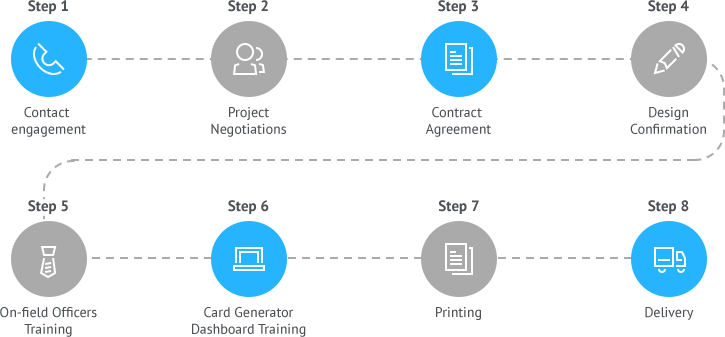 Step 1
Step 2
Step 3
Step 4
Contact
engagement
Project
Negotiations
Contract
Agreement
Design
Confirmation
Step 5
Step 6
Step 7
Step 8
On-field Officers
Training
Card Generator
Dashboard Training
Printing
Delivery